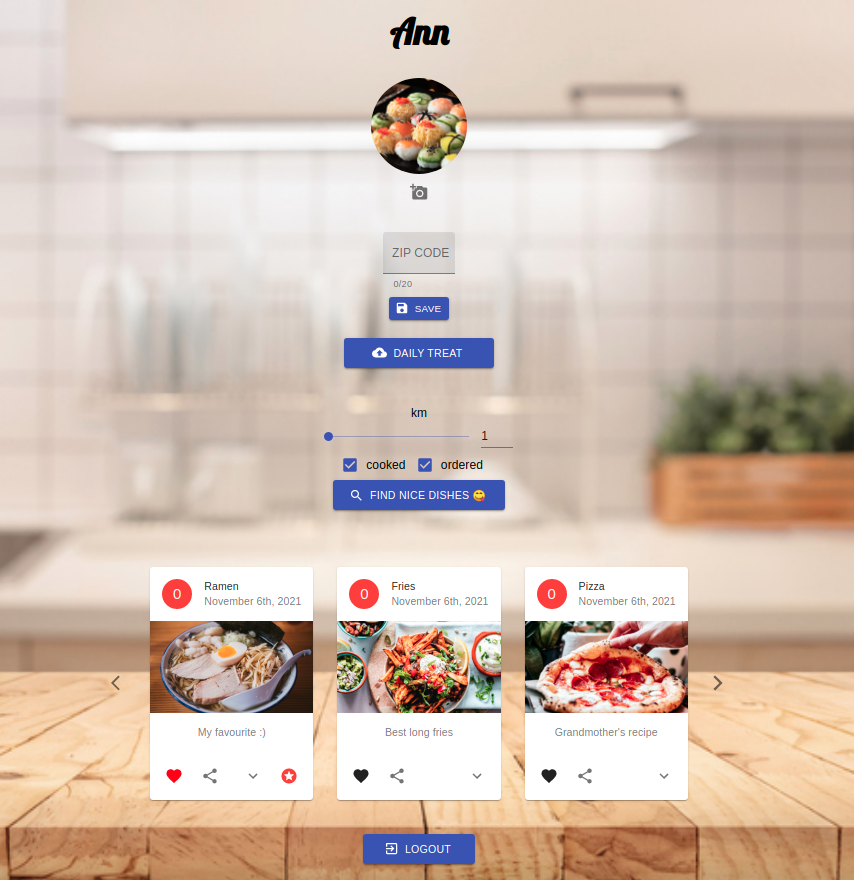 Ann
ZIP CODE
0/20
SAVE
DAILY TREAT
km
1
cooked ordered
FIND NICE DISHES 😋
0 Ramen
November 6th, 2021
My favourite :)
0 Fries
November 6th, 2021
Best long fries
0 Pizza
November 6th, 2021
Grandmother's recipe
LOGOUT